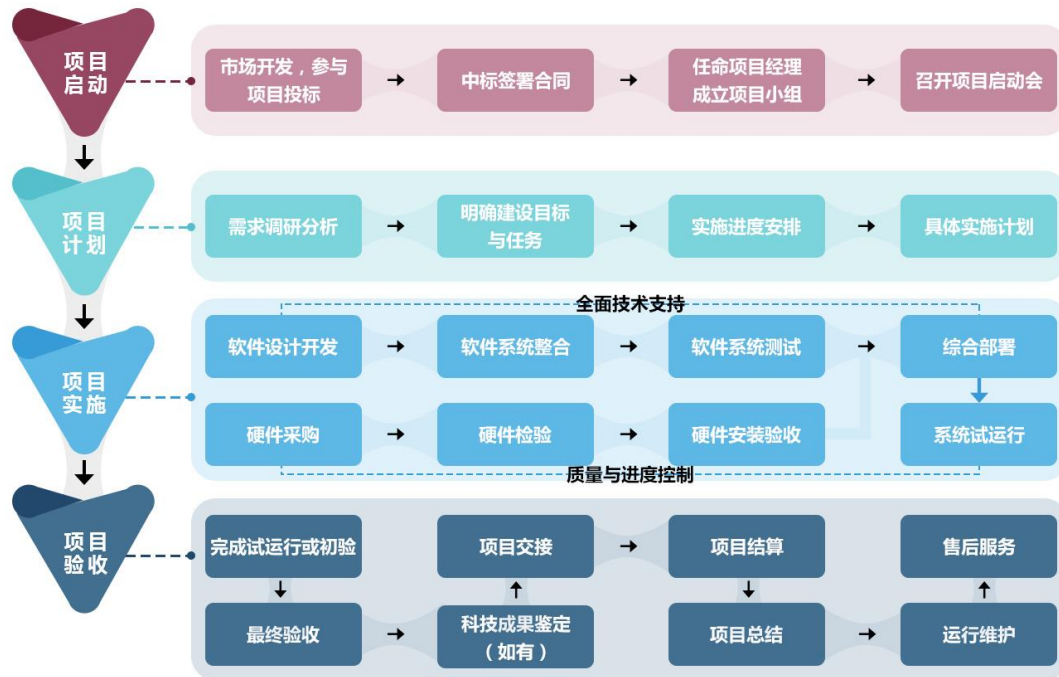 项目
启动
市场开发，参与
项目投标
中标签署合同
任命项目经理
成立项目小组
召开项目启动会
项目
计划
需求调研分析
明确建设目标
与任务
实施进度安排
具体实施计划
全面技术支持
项目
实施
软件设计开发
软件系统整合
软件系统测试
综合部署
硬件采购
硬件检验
硬件安装验收
系统试运行
质量与进度控制
项目
验收
完成试运行或初验
项目交接
项目结算
售后服务
最终验收
科技成果鉴定
（如有）
项目总结
运行维护